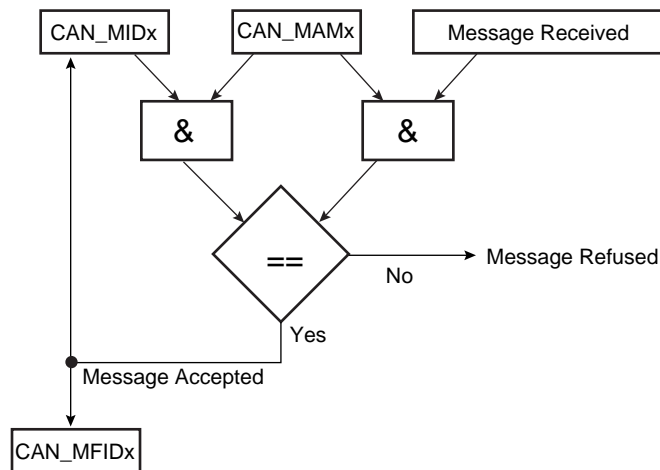 CAN_MIDx
CAN_MAMx
Message Received
&
&
==
No
Message Refused
Yes
Message Accepted
CAN_MFIDx